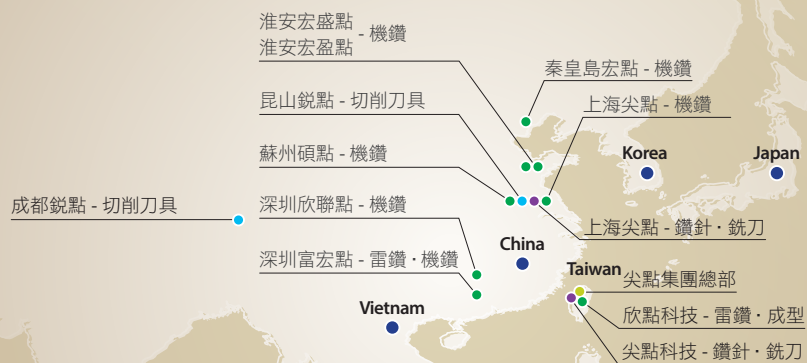 淮安宏盛點
淮安宏盈點 - 機鑽
秦皇島宏點 - 機鑽
昆山鋭點 - 切削刀具
上海尖點 - 機鑽
蘇州碩點 - 機鑽
Korea
Japan
成都鋭點 - 切削刀具
深圳欣聯點 - 機鑽
上海尖點 - 鑽針・銑刀
China
深圳富宏點 - 雷鑽・機鑽
Taiwan
尖點集團總部
Vietnam
欣點科技 - 雷鑽・成型
尖點科技 - 鑽針・銑刀